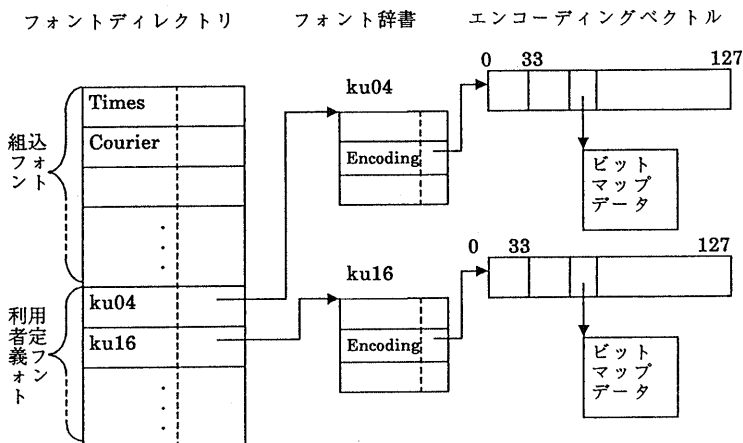 フォントディレクトリ
フォント辞書
エンコーディングベクトル
組込
フォ
ント
Times
Courier
利用
者定
義フ
ォン
ト
ku04
ku16
ku04
Encoding
0 33 127
ビット
マップ
データ
ku16
Encoding
0 33 127
ビット
マップ
データ